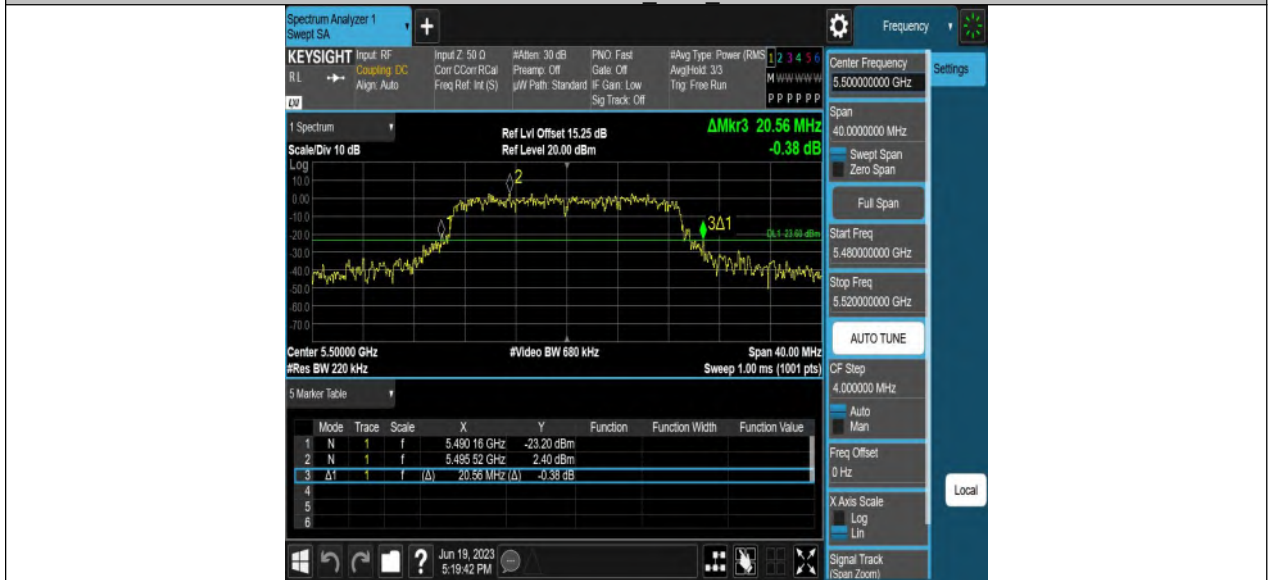 Spectrum Analyzer 1
Swept SA
+
Frequency
KEYSIGHT
RL
LXI
Input: RF
Coupling: DC
Align: Auto
Input Z: 50 Ω
Corr CCorr RCal
Freq Ref: Int (S)
#Atten: 30 dB
Preamp: Off
µW Path: Standard
PNO: Fast
Gate: Off
IF Gain: Low
Sig Track: Off
#Avg Type: Power (RMS
Avg|Hold: 3/3
Trig: Free Run
1 2 3 4 5 6
M W W W W W
P P P P P P
1 Spectrum
Scale/Div 10 dB
Ref Lvl Offset 15.25 dB
Ref Level 20.00 dBm
ΔMkr3 20.56 MHz
-0.38 dB
Log
10.0
0.00
-10.0
-20.0
-30.0
-40.0
-50.0
-60.0
-70.0
2
1
3Δ1
DL1 -23.60 dBm
Center 5.50000 GHz
#Video BW 680 kHz
Span 40.00 MHz
#Res BW 220 kHz
Sweep 1.00 ms (1001 pts)
5 Marker Table
Mode Trace Scale X Y Function Function Width Function Value
1 N 1 f 5.490 16 GHz -23.20 dBm
2 N 1 f 5.495 52 GHz 2.40 dBm
3 Δ1 1 f (Δ) 20.56 MHz (Δ) -0.38 dB
4
5
6
?
Jun 19, 2023
5:19:42 PM
Center Frequency
5.500000000 GHz
Settings
Span
40.0000000 MHz
Swept Span
Zero Span
Full Span
Start Freq
5.480000000 GHz
Stop Freq
5.520000000 GHz
AUTO TUNE
CF Step
4.000000 MHz
Auto
Man
Freq Offset
0 Hz
X Axis Scale
Log
Lin
Local
Signal Track
(Span Zoom)